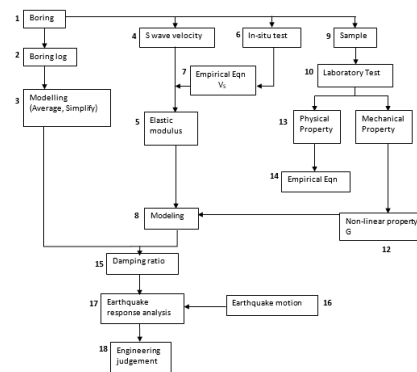 1 Boring
4 S wave velocity
6 In-situ test
9 Sample
2 Boring log
7 Empirical Eqn
Vs
10 Laboratory Test
3 Modelling
(Average, Simplify)
5 Elastic
modulus
13 Physical
Property
Mechanical
Property
14 Empirical Eqn
8 Modeling
Non-linear property
G
12
15 Damping ratio
17 Earthquake
response analysis
Earthquake motion 16
18 Engineering
judgement